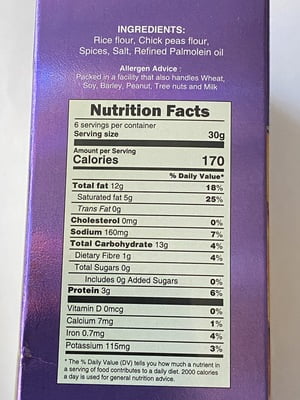 INGREDIENTS:
Rice flour, Chick peas flour,
Spices, Salt, Refined Palmolein oil
Allergen Advice :
Packed in a facility that also handles Wheat,
Soy, Barley, Peanut, Tree nuts and Milk
Nutrition Facts
6 servings per container
Serving size 30g
Amount per Serving
Calories 170
% Daily Value*
Total fat 12g 18%
Saturated fat 5g 25%
Trans Fat 0g
Cholesterol 0mg 0%
Sodium 160mg 7%
Total Carbohydrate 13g 4%
Dietary Fibre 1g 4%
Total Sugars 0g
Includes 0g Added Sugars 0%
Protein 3g 6%
Vitamin D 0mcg 0%
Calcium 7mg 1%
Iron 0.7mg 4%
Potassium 115mg 3%
* The % Daily Value (DV) tells you how much a nutrient in
a serving of food contributes to a daily diet. 2000 calories
a day is used for general nutrition advice.